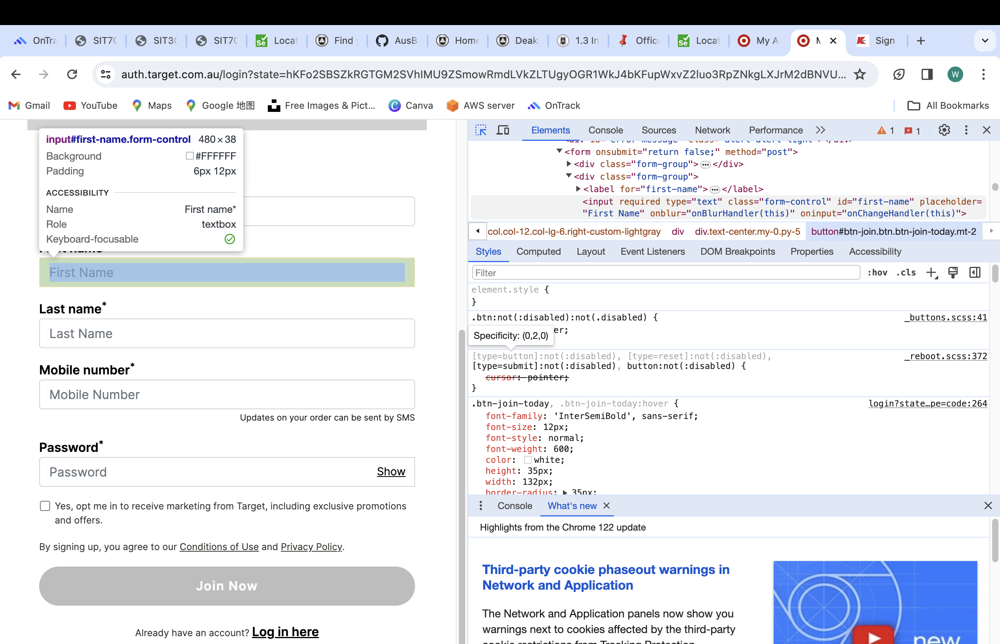 OnTra
SIT70
SIT30
SIT70
Locat
Find y
AusB
Home
Deaki
1.3 In
Office
Locat
My A
M
Sign
auth.target.com.au/login?state=hKFo2SBSZkRGTGM2SVhIMU9ZSmowRmdLVkZLTUgyOGR1WkJ4bKFupWxvZ2luo3RpZNkgLXJrM2dBNVU...
W
Gmail
YouTube
Maps
Google 地图
Free Images & Pict...
Canva
AWS server
OnTrack
All Bookmarks
input#first-name.form-control 480×38
Background #FFFFFF
Padding 6px 12px
ACCESSIBILITY
Name First name*
Role textbox
Keyboard-focusable
First Name
Last name*
Last Name
Mobile number*
Mobile Number
Updates on your order can be sent by SMS
Password*
Password Show
Yes, opt me in to receive marketing from Target, including exclusive promotions
and offers.
By signing up, you agree to our Conditions of Use and Privacy Policy.
Join Now
Already have an account? Log in here
Elements Console Sources Network Performance 1 1
<form onsubmit="return false;" method="post">
<div class="form-group">…</div>
<div class="form-group">
<label for="first-name">…</label>
<input required type="text" class="form-control" id="first-name" placeholder=
"First Name" onblur="onBlurHandler(this)" oninput="onChangeHandler(this)">
col.col-12.col-lg-6.right-custom-lightgray div div.text-center.my-0.py-5 button#btn-join.btn.btn-join-today.mt-2
Styles Computed Layout Event Listeners DOM Breakpoints Properties Accessibility
Filter :hov .cls
element.style {
}
.btn:not(:disabled):not(.disabled) { _buttons.scss:41
er;
Specificity: (0,2,0)
[type=button]:not(:disabled), [type=reset]:not(:disabled), _reboot.scss:372
[type=submit]:not(:disabled), button:not(:disabled) {
cursor: pointer;
}
.btn-join-today, .btn-join-today:hover { login?state…pe=code:264
font-family: 'InterSemiBold', sans-serif;
font-size: 12px;
font-style: normal;
font-weight: 600;
color: white;
height: 35px;
width: 132px;
border-radius: 35px;
Console What's new
Highlights from the Chrome 122 update
Third-party cookie phaseout warnings in
Network and Application
The Network and Application panels now show you
warnings next to cookies affected by the third-party
cookie restrictions from Tracking Protection
new